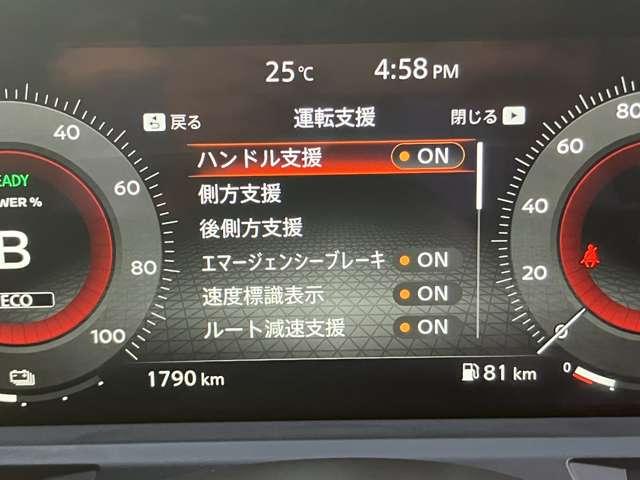 25℃ 4:58 PM
戻る 運転支援 閉じる
ハンドル支援 ON
側方支援
後側方支援
エマージェンシーブレーキ ON
速度標識表示 ON
ルート減速支援 ON
1790 km 81 km
40
60
80
100
EADY
WER %
B
ECO
80
60
40
20
0
0